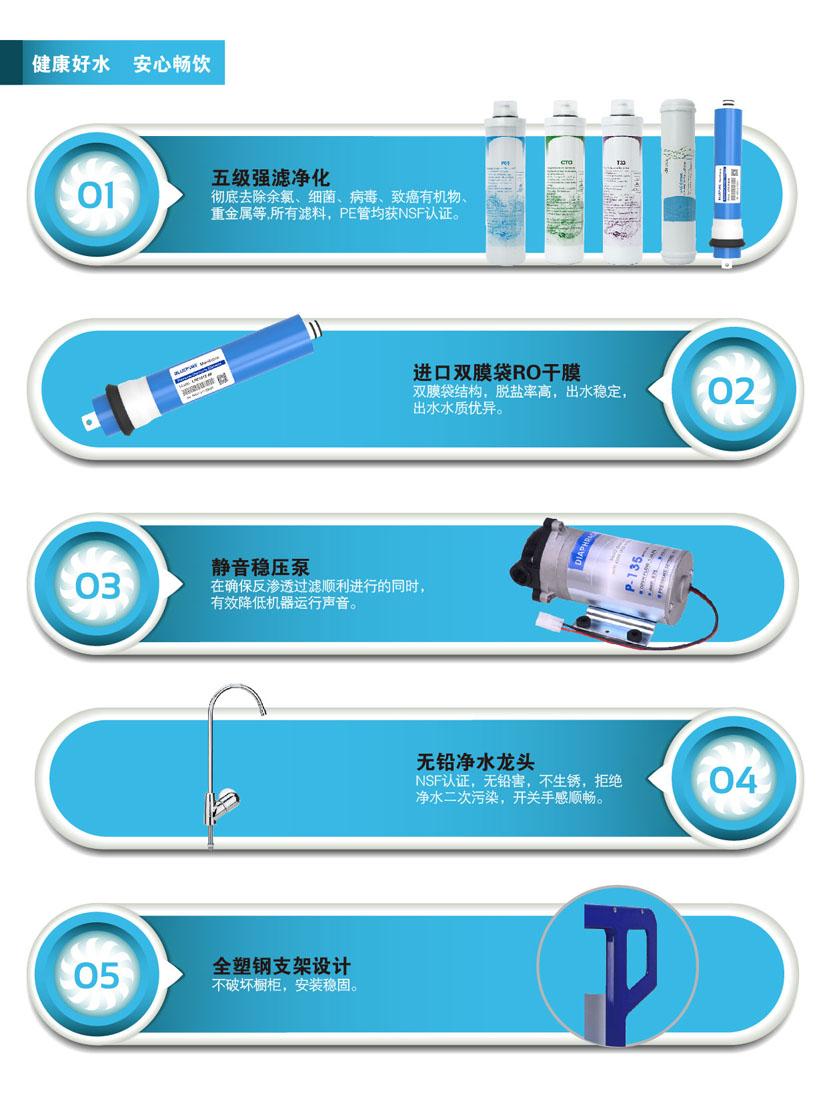 健康好水 安心畅饮
01
五级强滤净化
彻底去除余氯、细菌、病毒、致癌有机物、
重金属等,所有滤料，PE管均获NSF认证。
CTO
T33
BLUEPURE Membrane
进口双膜袋RO干膜
双膜袋结构，脱盐率高，出水稳定，
出水水质优异。
02
03
静音稳压泵
在确保反渗透过滤顺利进行的同时，
有效降低机器运行声音。
DIAPHRA
P-135
无铅净水龙头
NSF认证，无铅害，不生锈，拒绝
净水二次污染，开关手感顺畅。
04
05
全塑钢支架设计
不破坏橱柜，安装稳固。